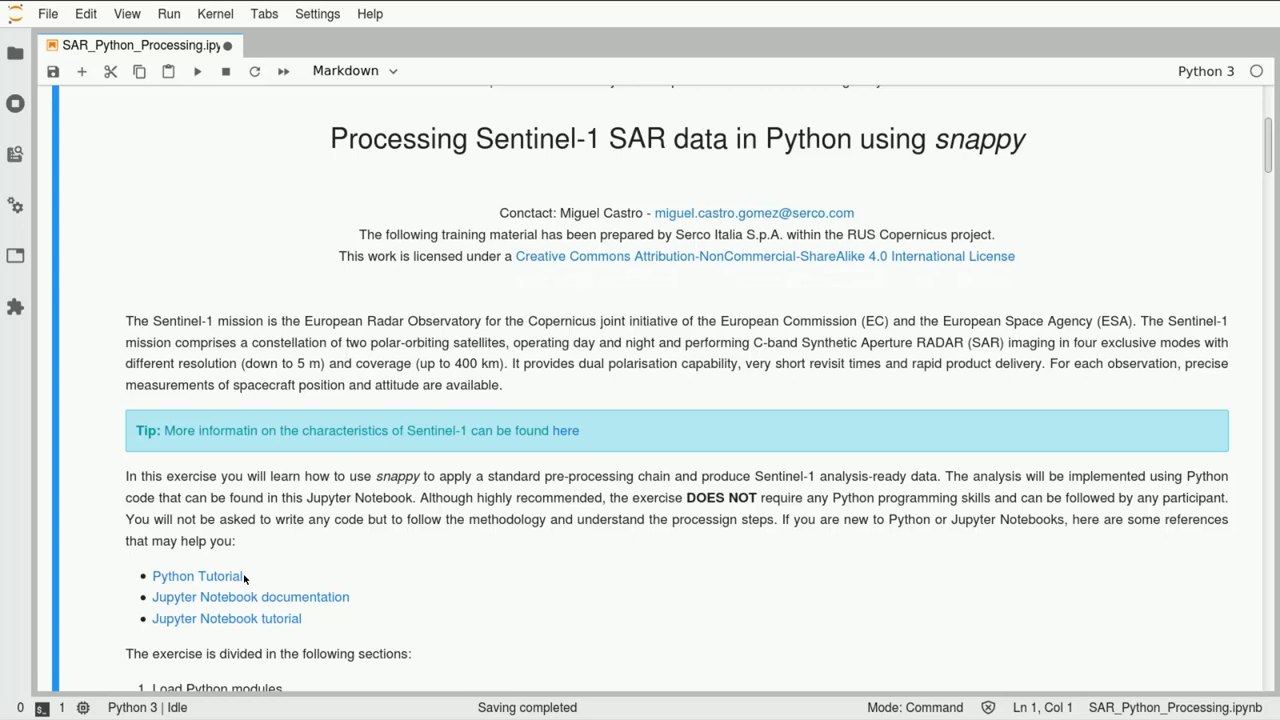 File Edit View Run Kernel Tabs Settings Help
SAR_Python_Processing.ipy
Markdown Python 3
Processing Sentinel-1 SAR data in Python using snappy
Conctact: Miguel Castro - miguel.castro.gomez@serco.com
The following training material has been prepared by Serco Italia S.p.A. within the RUS Copernicus project.
This work is licensed under a Creative Commons Attribution-NonCommercial-ShareAlike 4.0 International License
The Sentinel-1 mission is the European Radar Observatory for the Copernicus joint initiative of the European Commission (EC) and the European Space Agency (ESA). The Sentinel-1
mission comprises a constellation of two polar-orbiting satellites, operating day and night and performing C-band Synthetic Aperture RADAR (SAR) imaging in four exclusive modes with
different resolution (down to 5 m) and coverage (up to 400 km). It provides dual polarisation capability, very short revisit times and rapid product delivery. For each observation, precise
measurements of spacecraft position and attitude are available.
Tip: More informatin on the characteristics of Sentinel-1 can be found here
In this exercise you will learn how to use snappy to apply a standard pre-processing chain and produce Sentinel-1 analysis-ready data. The analysis will be implemented using Python
code that can be found in this Jupyter Notebook. Although highly recommended, the exercise DOES NOT require any Python programming skills and can be followed by any participant.
You will not be asked to write any code but to follow the methodology and understand the processign steps. If you are new to Python or Jupyter Notebooks, here are some references
that may help you:
• Python Tutorial
• Jupyter Notebook documentation
• Jupyter Notebook tutorial
The exercise is divided in the following sections:
1. Load Python modules
0 1 Python 3 | Idle Saving completed Mode: Command Ln 1, Col 1 SAR_Python_Processing.ipynb